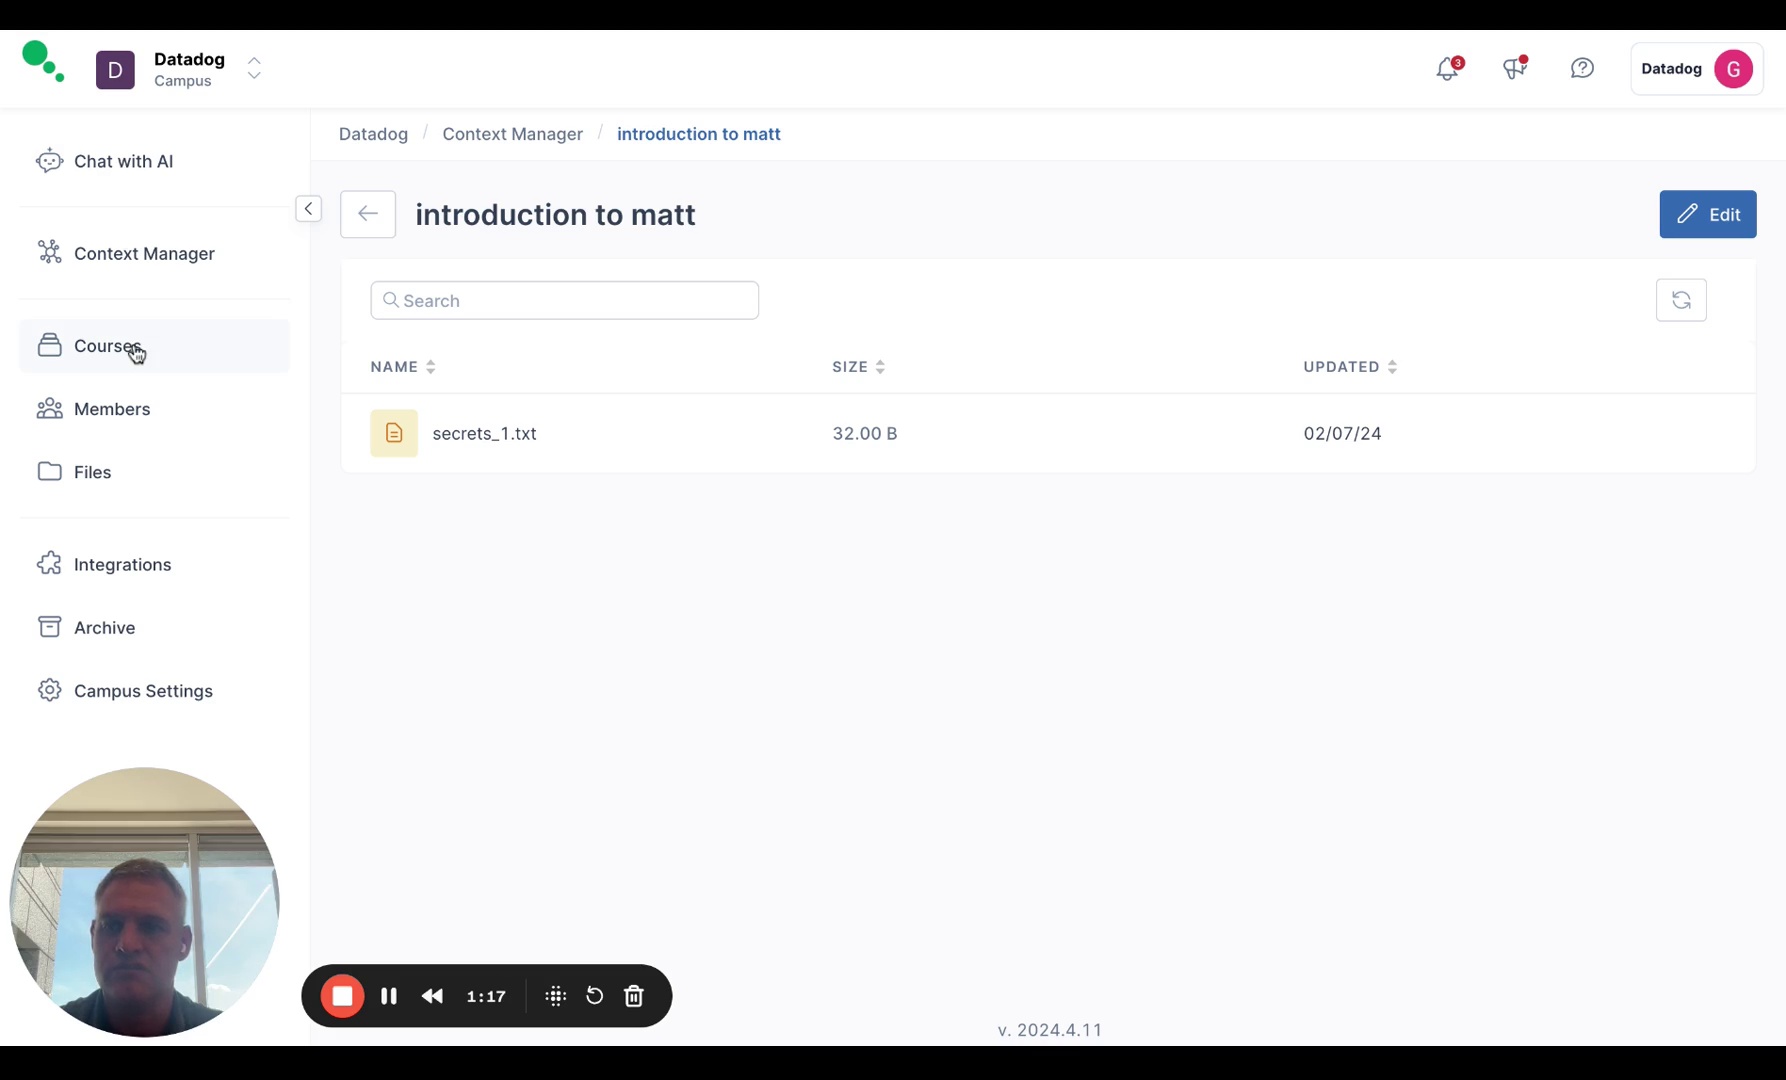 D
Datadog
Campus
3
Datadog
G
Chat with AI
Context Manager
Courses
Members
Files
Integrations
Archive
Campus Settings
Datadog / Context Manager / introduction to matt
introduction to matt
Edit
Search
NAME SIZE UPDATED
secrets_1.txt 32.00 B 02/07/24
1:17
v. 2024.4.11